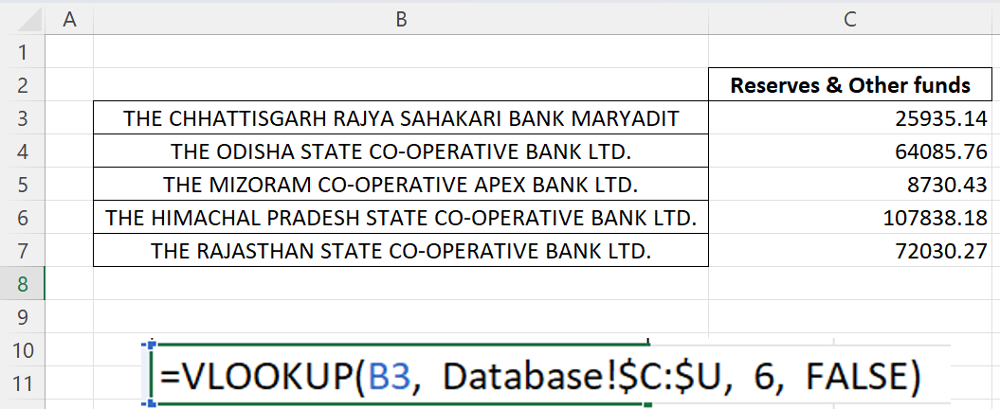 A B C
1
2 Reserves & Other funds
3 THE CHHATTISGARH RAJYA SAHAKARI BANK MARYADIT 25935.14
4 THE ODISHA STATE CO-OPERATIVE BANK LTD. 64085.76
5 THE MIZORAM CO-OPERATIVE APEX BANK LTD. 8730.43
6 THE HIMACHAL PRADESH STATE CO-OPERATIVE BANK LTD. 107838.18
7 THE RAJASTHAN STATE CO-OPERATIVE BANK LTD. 72030.27
8
9
10
11 =VLOOKUP(B3, Database!$C:$U, 6, FALSE)